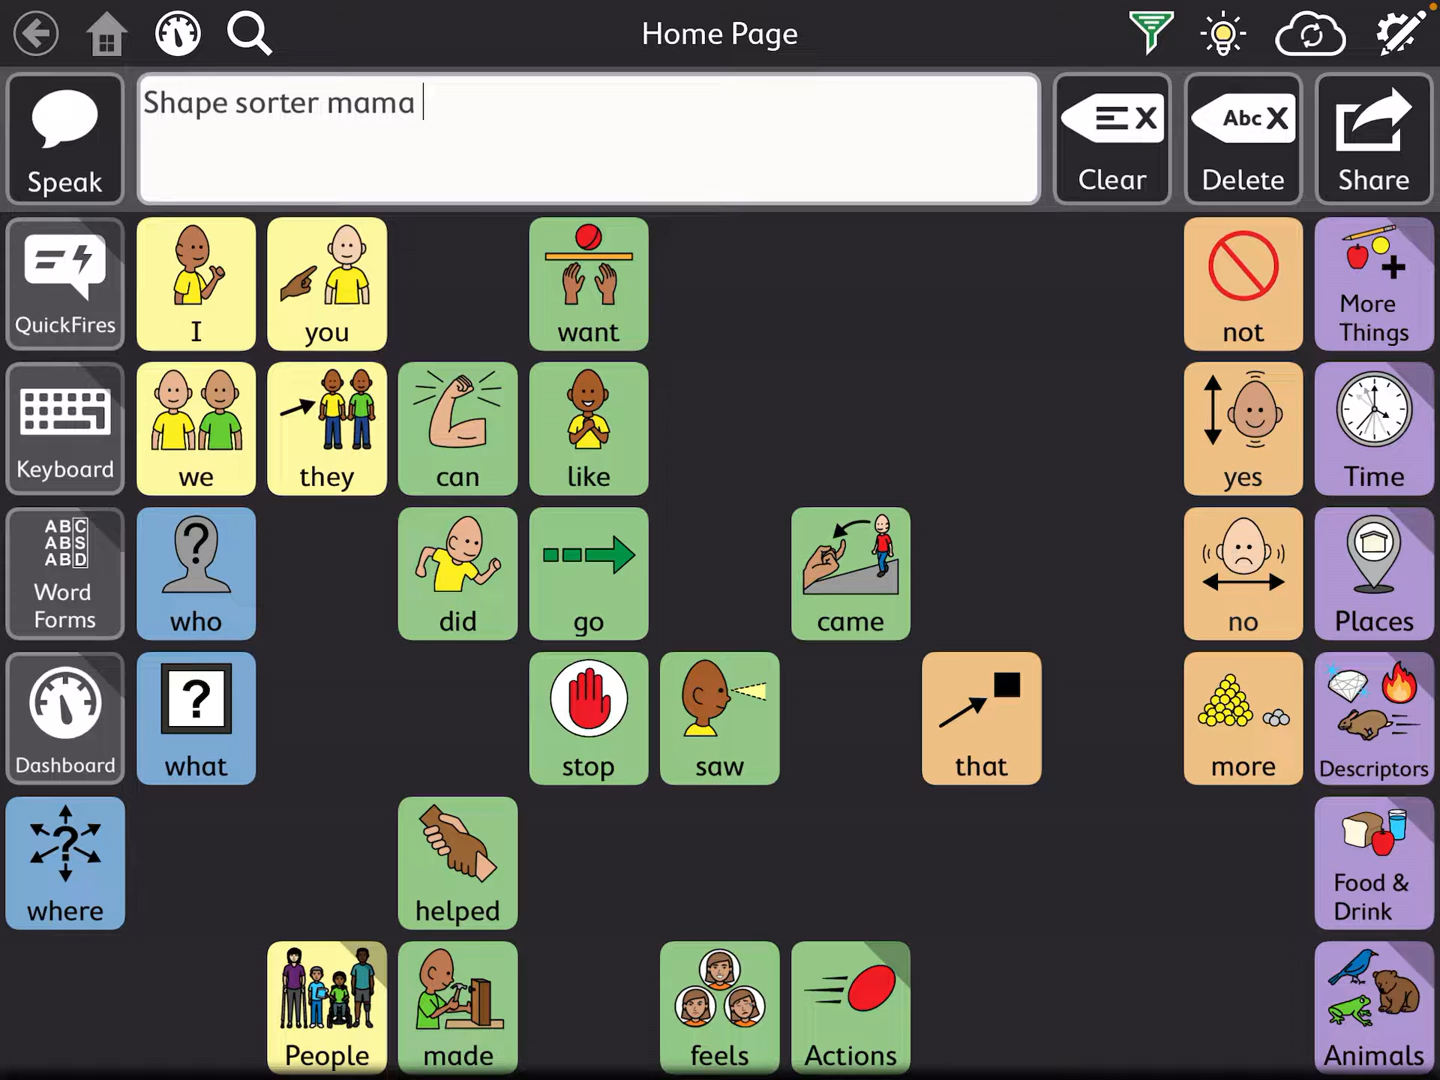 Home Page
Speak
Shape sorter mama
Abc X
X
Clear
Delete
Share
QuickFires
I
you
want
not
More
Things
Keyboard
we
they
can
like
yes
Time
ABC
ABS
ABD
Word
Forms
?
who
did
go
came
no
Places
Dashboard
?
what
stop
saw
that
more
Descriptors
?
where
helped
Food &
Drink
People
made
feels
Actions
Animals